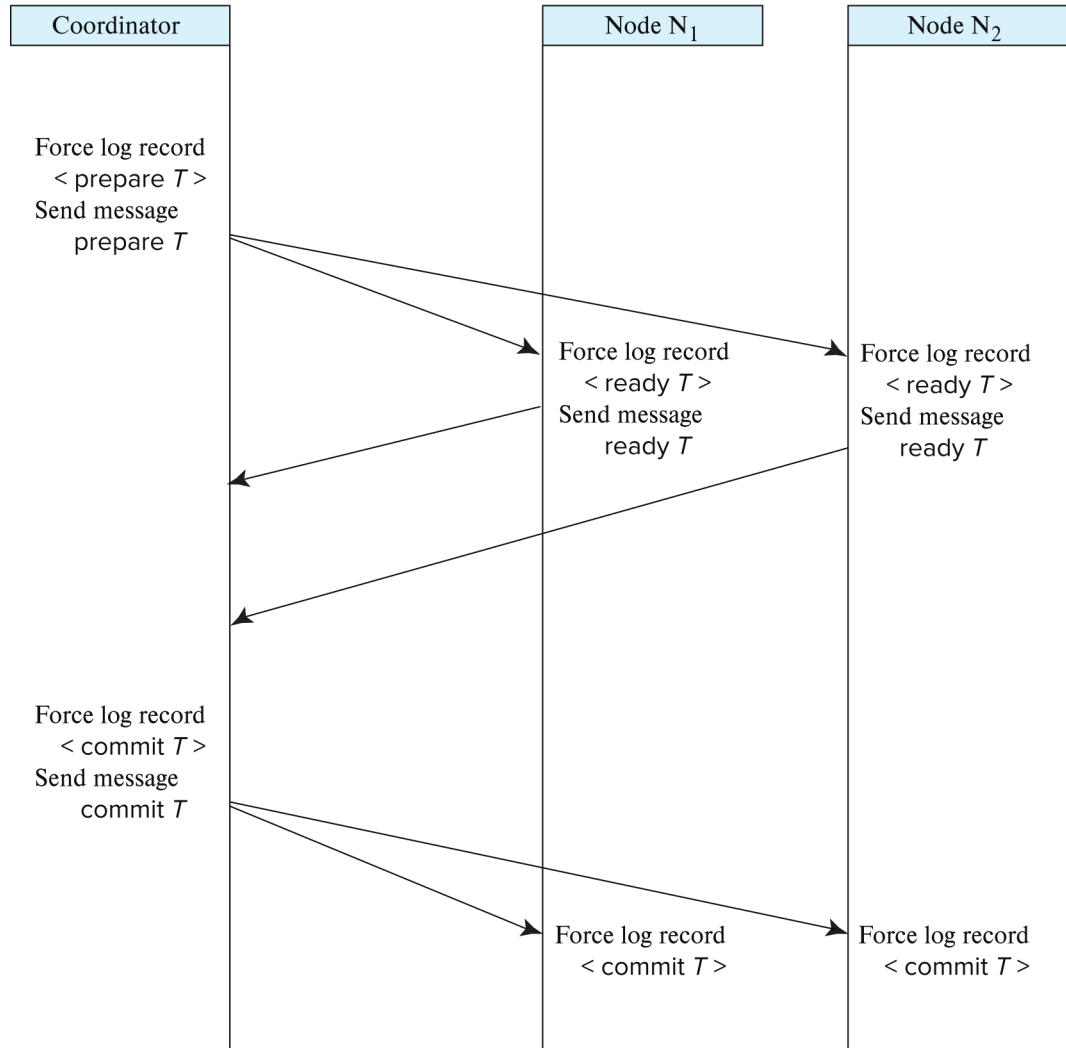 Coordinator
Node N₁
Node N₂
Force log record
< prepare T >
Send message
prepare T
Force log record
< ready T >
Send message
ready T
Force log record
< ready T >
Send message
ready T
Force log record
< commit T >
Send message
commit T
Force log record
< commit T >
Force log record
< commit T >